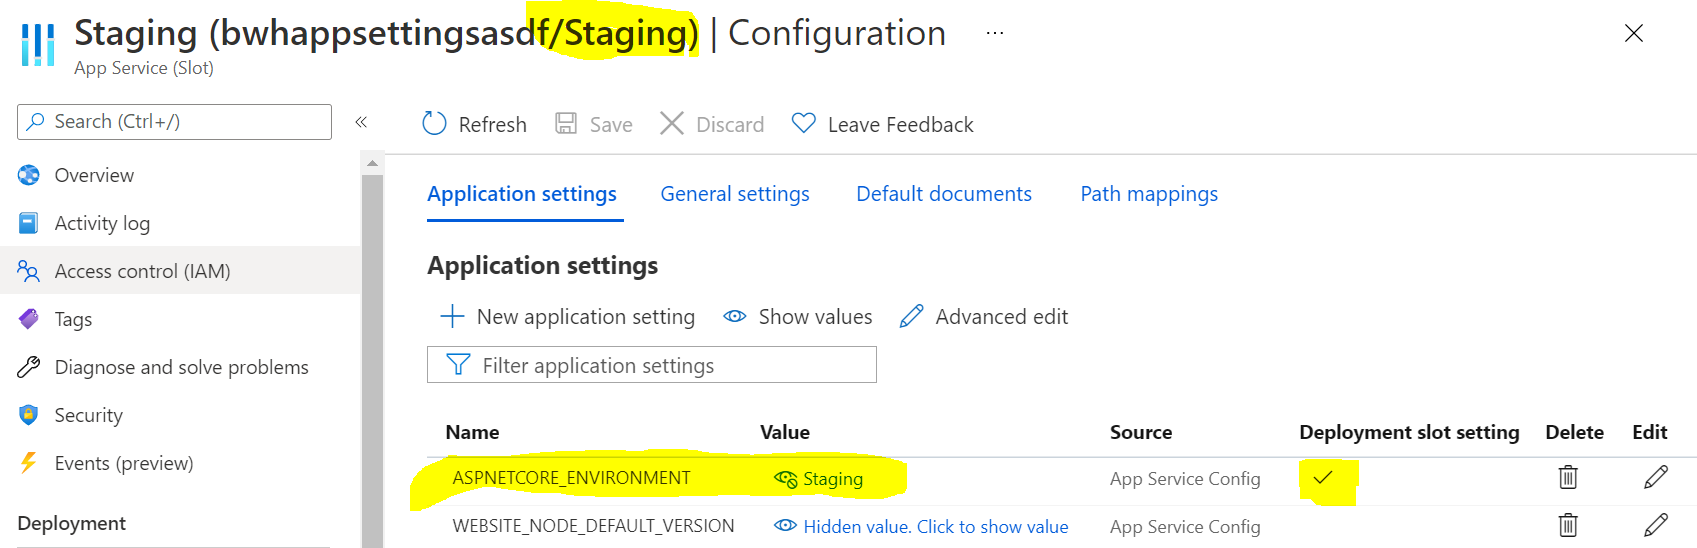 Staging (bwhappsettingsasdf/Staging) | Configuration ...
App Service (Slot)
Search (Ctrl+/)
«
Refresh Save Discard Leave Feedback
Overview
Activity log
Access control (IAM)
Tags
Diagnose and solve problems
Security
Events (preview)
Deployment
Application settings General settings Default documents Path mappings
Application settings
New application setting Show values Advanced edit
Filter application settings
Name Value Source Deployment slot setting Delete Edit
ASPNETCORE_ENVIRONMENT Staging App Service Config
WEBSITE_NODE_DEFAULT_VERSION Hidden value. Click to show value App Service Config